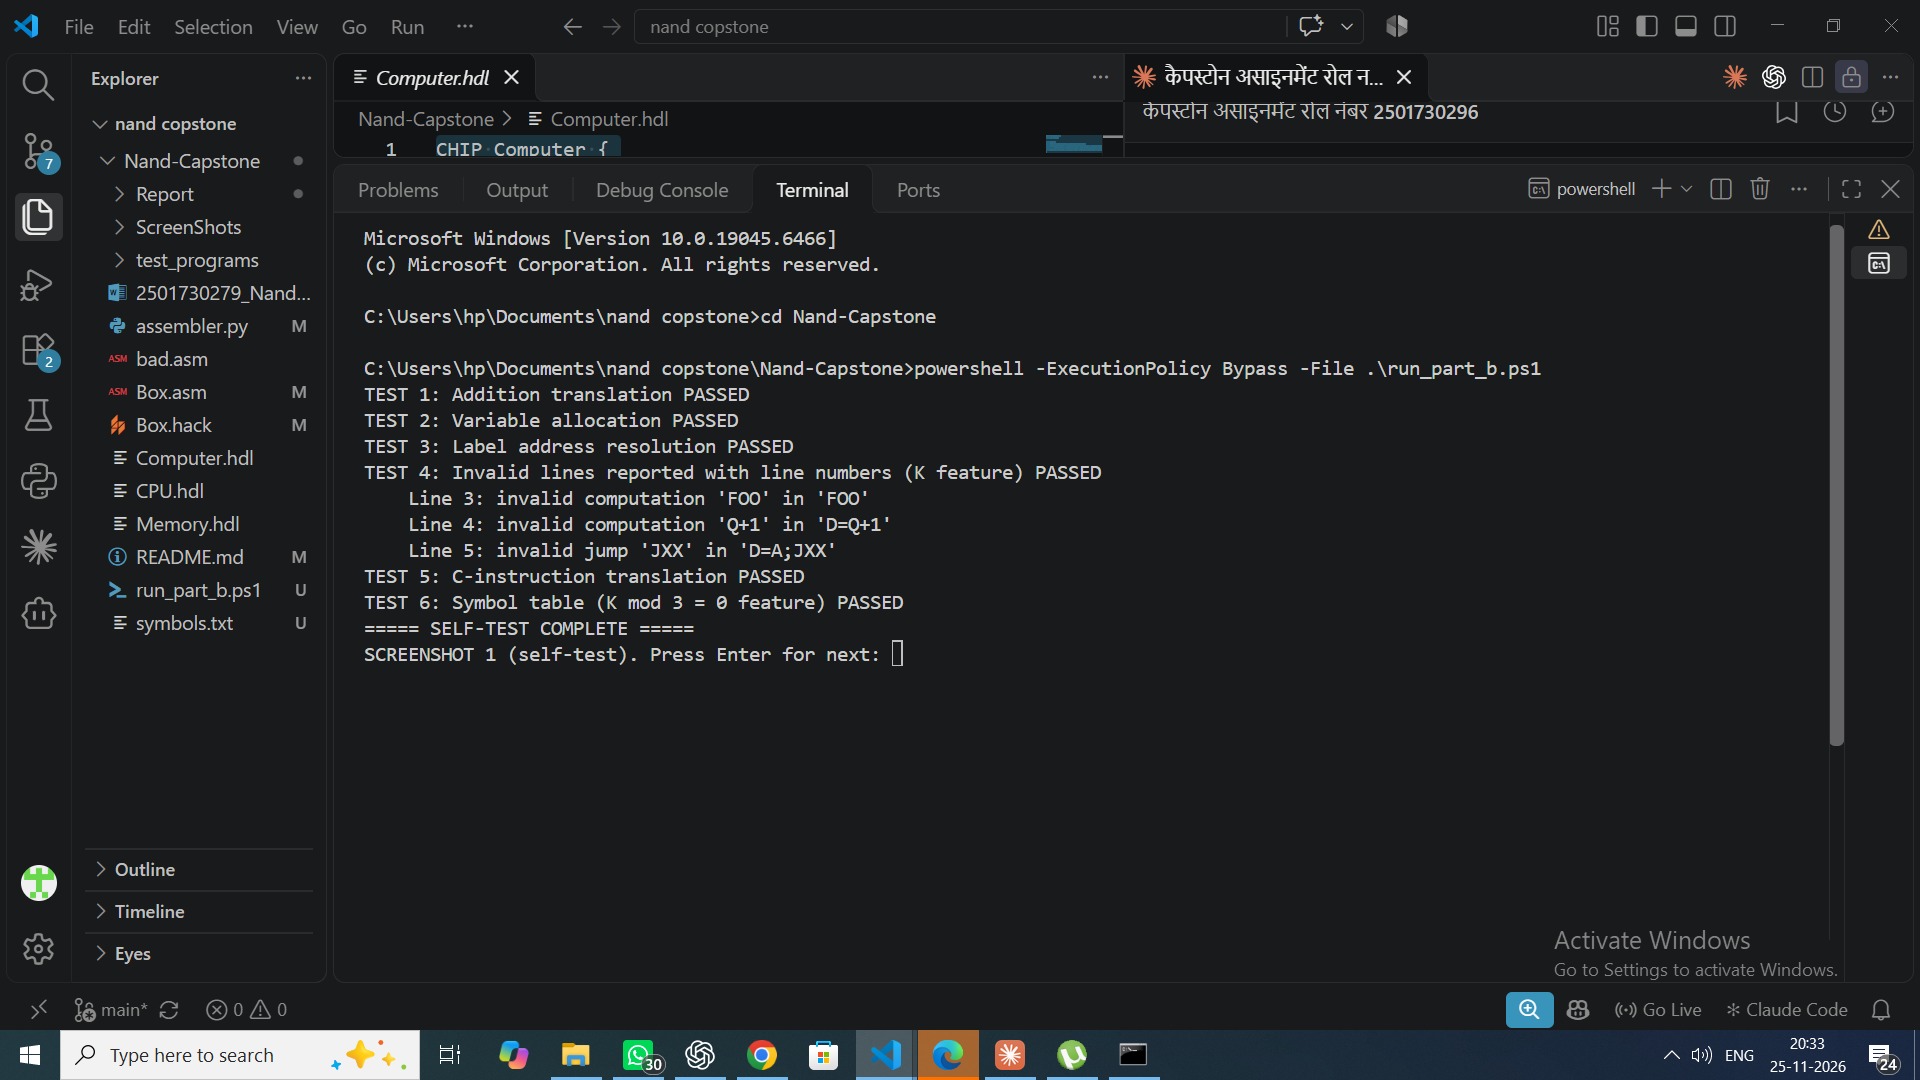 File Edit Selection View Go Run ···
nand copstone
Explorer ···
nand copstone
Nand-Capstone
Report
ScreenShots
test_programs
2501730279_Nand...
assembler.py M
bad.asm
Box.asm M
Box.hack M
Computer.hdl
CPU.hdl
Memory.hdl
README.md M
run_part_b.ps1 U
symbols.txt U
Outline
Timeline
Eyes
7
2
Computer.hdl
Nand-Capstone > Computer.hdl
1 CHIP Computer {
कैपस्टोन असाइनमेंट रोल न...
कैपस्टोन असाइनमेंट रोल नंबर 2501730296
Problems Output Debug Console Terminal Ports
powershell
Microsoft Windows [Version 10.0.19045.6466]
(c) Microsoft Corporation. All rights reserved.
C:\Users\hp\Documents\nand copstone>cd Nand-Capstone
C:\Users\hp\Documents\nand copstone\Nand-Capstone>powershell -ExecutionPolicy Bypass -File .\run_part_b.ps1
TEST 1: Addition translation PASSED
TEST 2: Variable allocation PASSED
TEST 3: Label address resolution PASSED
TEST 4: Invalid lines reported with line numbers (K feature) PASSED
Line 3: invalid computation 'FOO' in 'FOO'
Line 4: invalid computation 'Q+1' in 'D=Q+1'
Line 5: invalid jump 'JXX' in 'D=A;JXX'
TEST 5: C-instruction translation PASSED
TEST 6: Symbol table (K mod 3 = 0 feature) PASSED
===== SELF-TEST COMPLETE =====
SCREENSHOT 1 (self-test). Press Enter for next:
Activate Windows
Go to Settings to activate Windows.
main* 0 0
Go Live Claude Code
Type here to search
30
ENG
20:33
25-11-2026
24